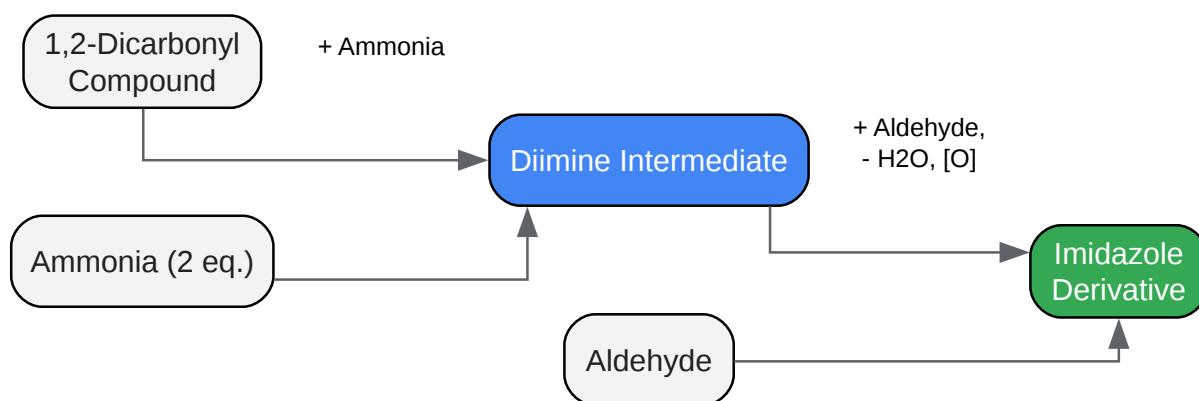 1,2-Dicarbonyl
Compound
+ Ammonia
Diimine Intermediate
+ Aldehyde,
- H2O, [O]
Ammonia (2 eq.)
Imidazole
Derivative
Aldehyde